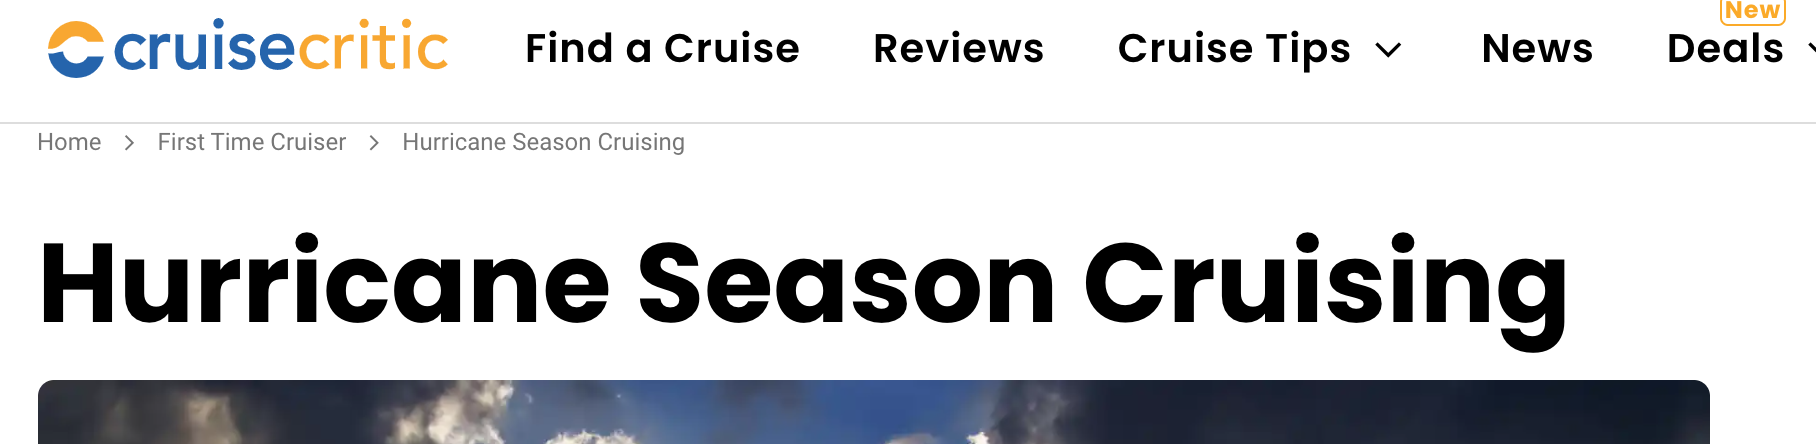 New
cruisecritic Find a Cruise Reviews Cruise Tips News Deals
Home First Time Cruiser Hurricane Season Cruising
Hurricane Season Cruising